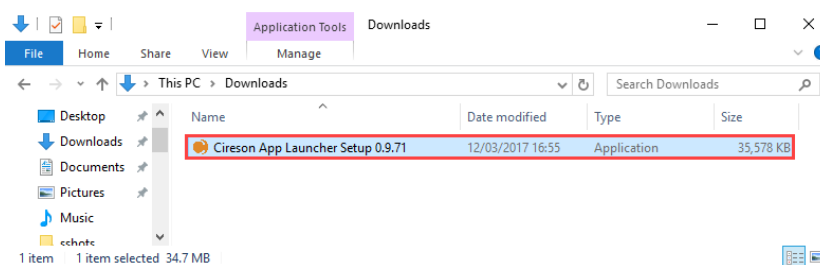 Application Tools Downloads
File Home Share View Manage
This PC > Downloads Search Downloads
Name Date modified Type Size
Desktop
Downloads
Documents
Pictures
Music
sshots
Cireson App Launcher Setup 0.9.71 12/03/2017 16:55 Application 35,578 KB
1 item 1 item selected 34.7 MB